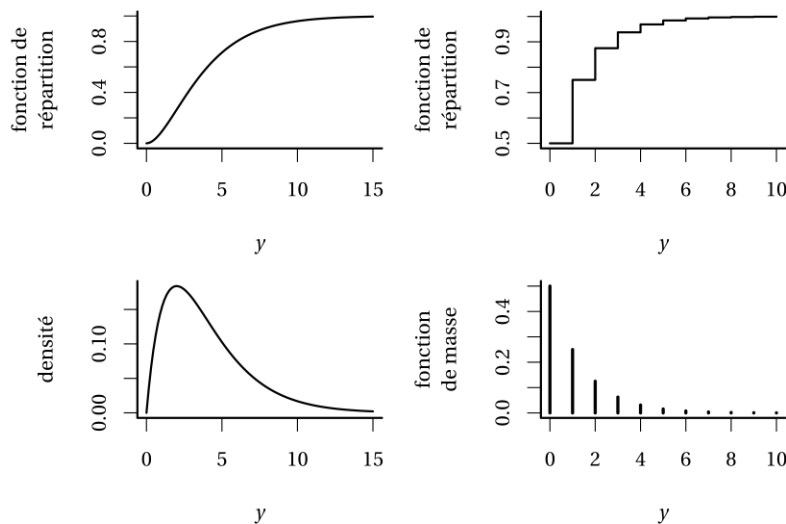 fonction de
répartition
0.0 0.4 0.8
0 5 10 15
y
fonction de
répartition
0.5 0.7 0.9
0 2 4 6 8 10
y
densité
0.00 0.10
0 5 10 15
y
fonction
de masse
0.0 0.2 0.4
0 2 4 6 8 10
y